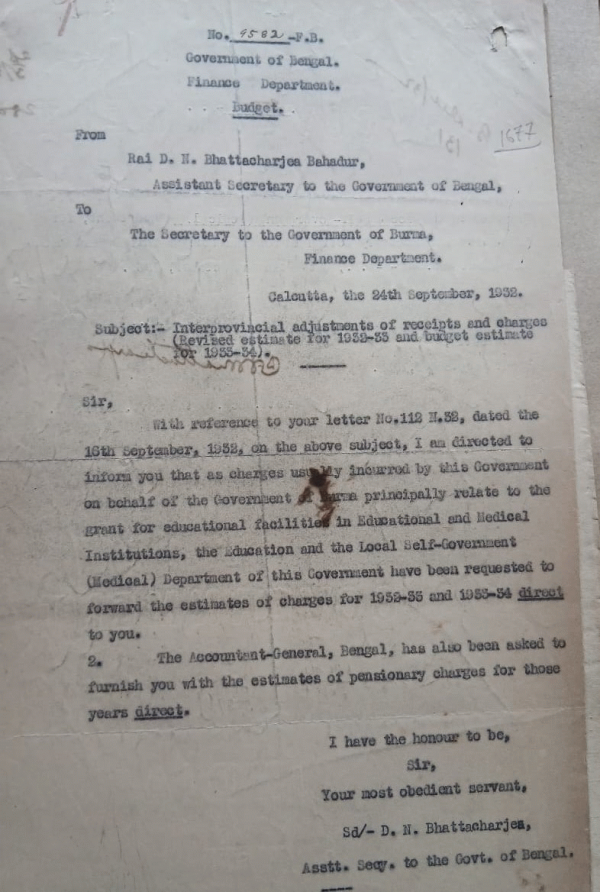 No. 9582 -F.B.
Government of Bengal.
Finance Department.
Budget.
1677
From
Rai D. N. Bhattacharjea Bahadur,
Assistant Secretary to the Government of Bengal,
To
The Secretary to the Government of Burma,
Finance Department.
Calcutta, the 24th September, 1932.
Subject:- Interprovincial adjustments of receipts and charges
(Revised estimate for 1932-33 and budget estimate
for 1933-34).
Sir,
With reference to your letter No.112 N.32, dated the
16th September, 1932, on the above subject, I am directed to
inform you that as charges usually incurred by this Government
on behalf of the Government of Burma principally relate to the
grant for educational facilities in Educational and Medical
Institutions, the Education and the Local Self-Government
(Medical) Department of this Government have been requested to
forward the estimates of charges for 1932-33 and 1933-34 direct
to you.
2. The Accountant-General, Bengal, has also been asked to
furnish you with the estimates of pensionary charges for those
years direct.
I have the honour to be,
Sir,
Your most obedient servant,
Sd/- D. N. Bhattacharjea,
Asstt. Secy. to the Govt. of Bengal.